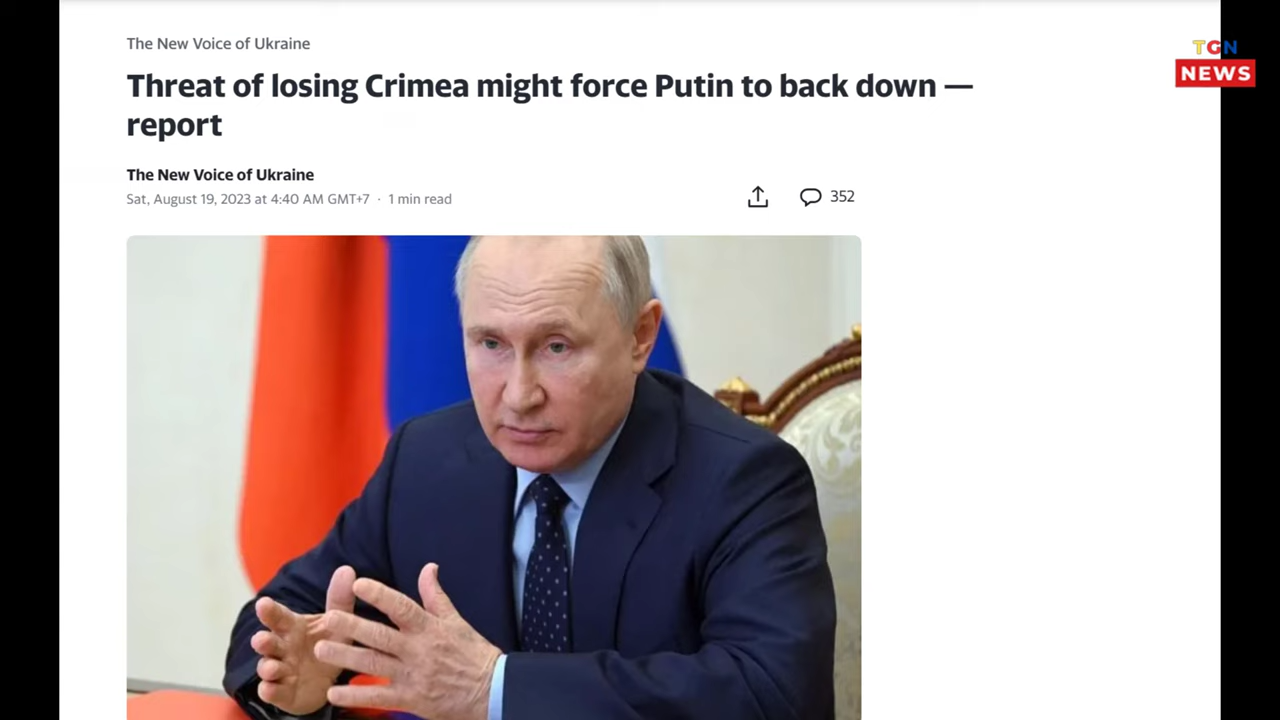 The New Voice of Ukraine
TGN
NEWS
Threat of losing Crimea might force Putin to back down —
report
The New Voice of Ukraine
Sat, August 19, 2023 at 4:40 AM GMT+7 · 1 min read
352